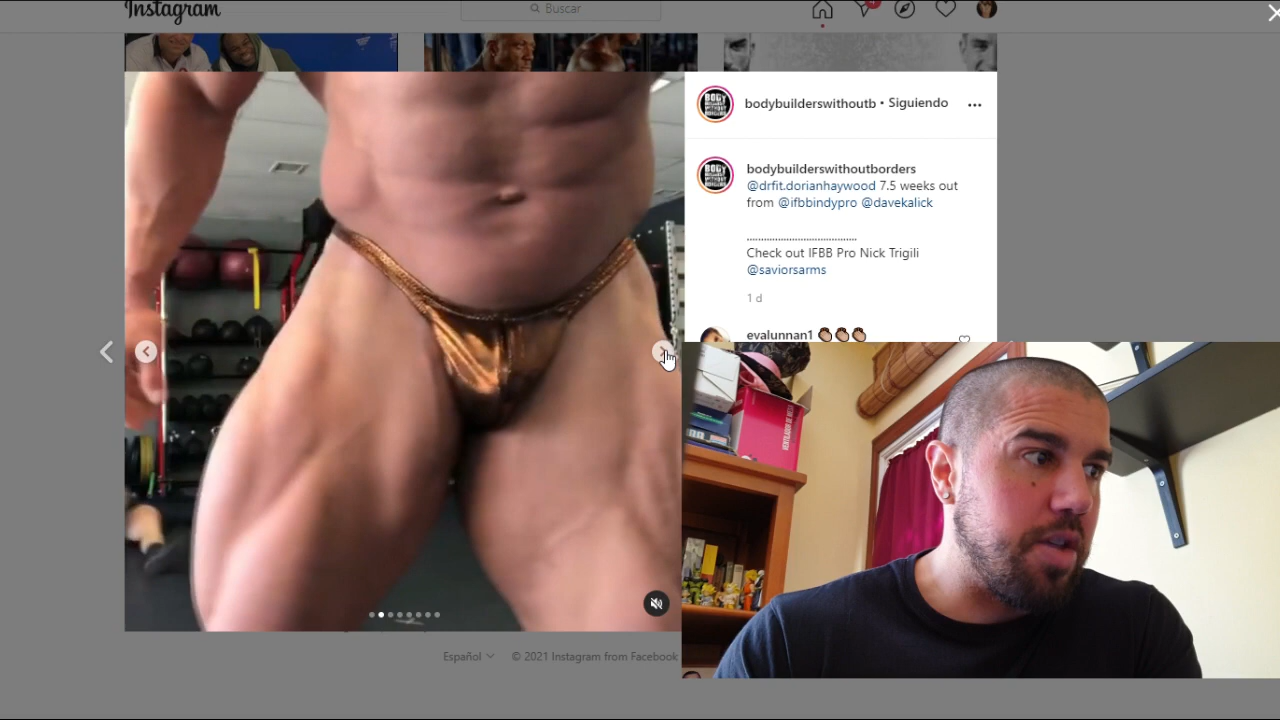 Instagram
Buscar
bodybuilderswithoutb • Siguiendo
bodybuilderswithoutborders
@drfit.dorianhaywood 7.5 weeks out
from @ifbbindypro @davekalick
.......................................
Check out IFBB Pro Nick Trigili
@saviorsarms
1 d
evalunnan1
Español
© 2021 Instagram from Facebook